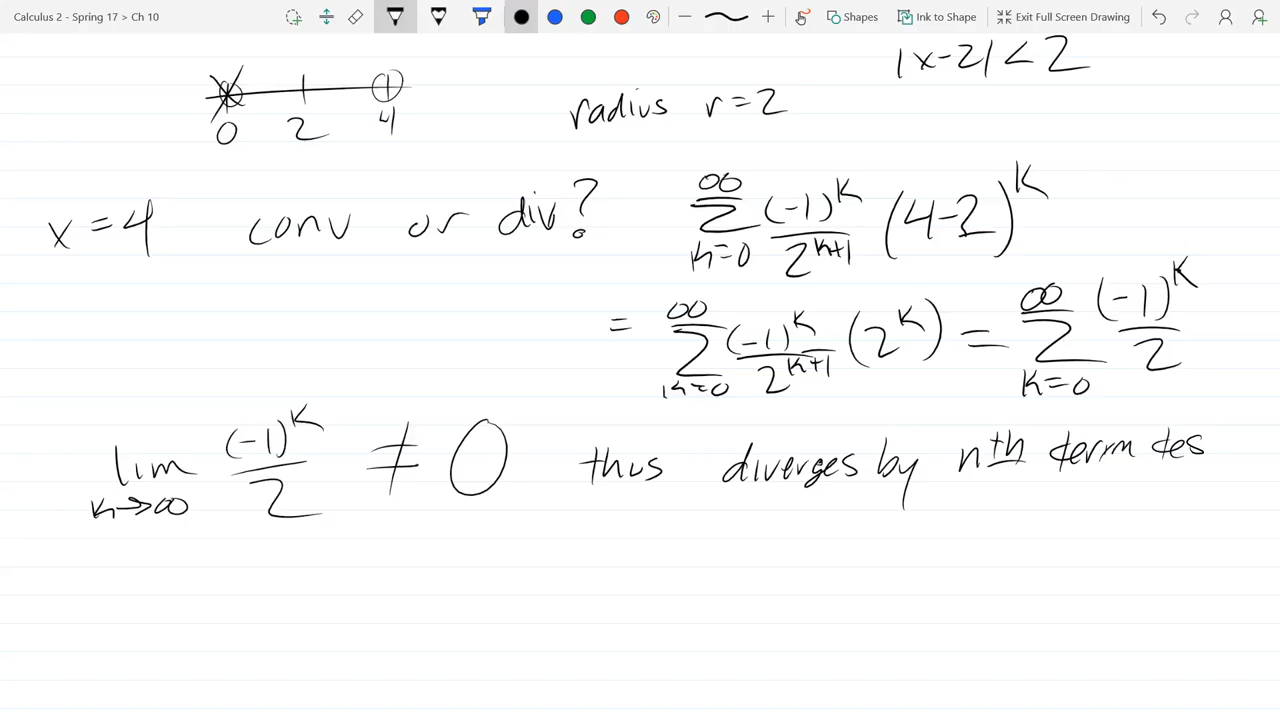 Calculus 2 - Spring 17 > Ch 10
Shapes
Ink to Shape
Exit Full Screen Drawing
|x-2| < 2
0 2 4
radius r=2
x=4 conv or div? ∞ Σ k=0 (-1)^k / 2^(k+1) (4-2)^k
= ∞ Σ k=0 (-1)^k / 2^(k+1) (2^k) = ∞ Σ k=0 (-1)^k / 2
lim k→∞ (-1)^k / 2 ≠ 0 thus diverges by nth term tes